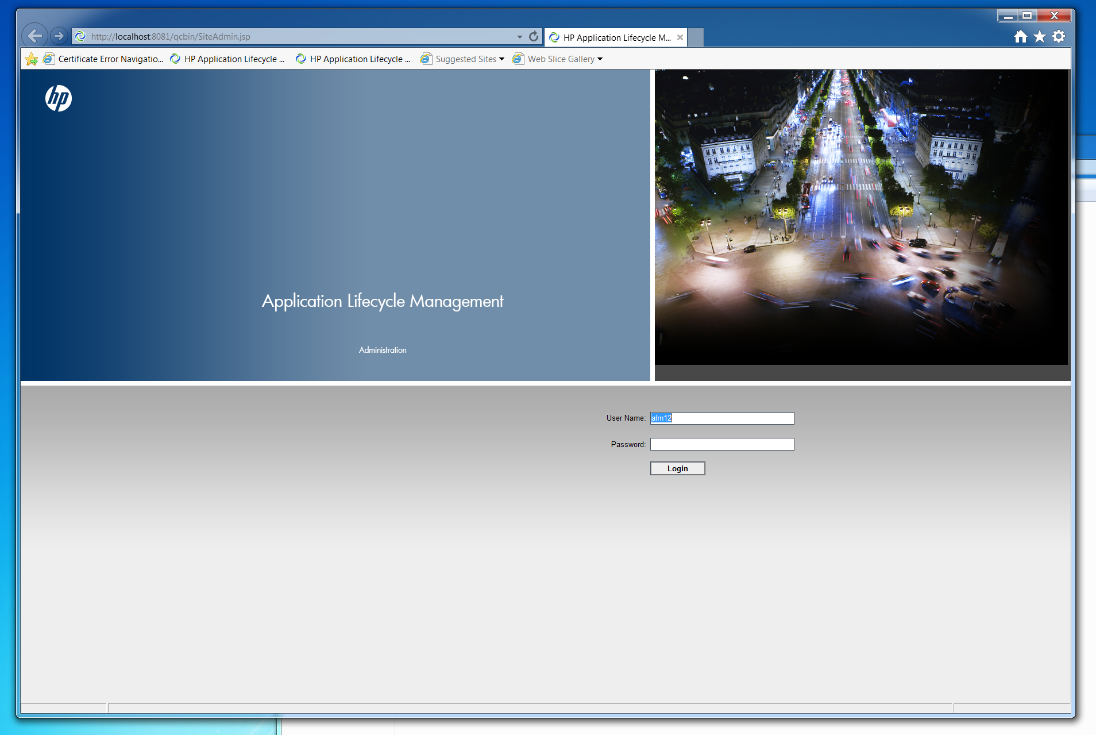 http://localhost:8081/qcbin/SiteAdmin.jsp
HP Application Lifecycle M...
Certificate Error Navigatio...
HP Application Lifecycle ...
HP Application Lifecycle ...
Suggested Sites
Web Slice Gallery
hp
Application Lifecycle Management
Administration
User Name: alm12
Password:
Login